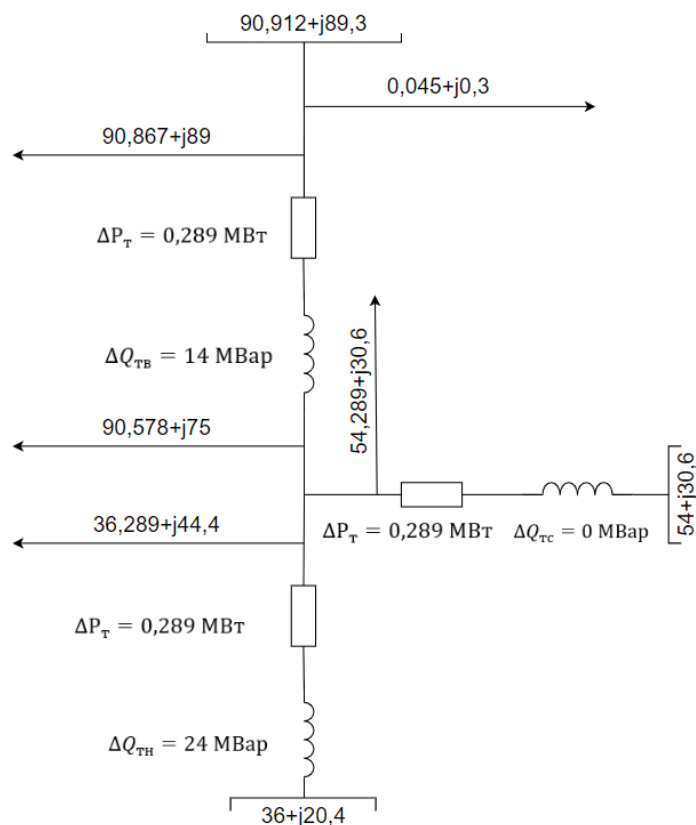 90,912+j89,3
0,045+j0,3
90,867+j89
ΔPт = 0,289 МВт
54,289+j30,6
ΔQтв = 14 МВар
90,578+j75
54+j30,6
36,289+j44,4
ΔPт = 0,289 МВт
ΔQтс = 0 МВар
ΔPт = 0,289 МВт
ΔQтн = 24 МВар
36+j20,4